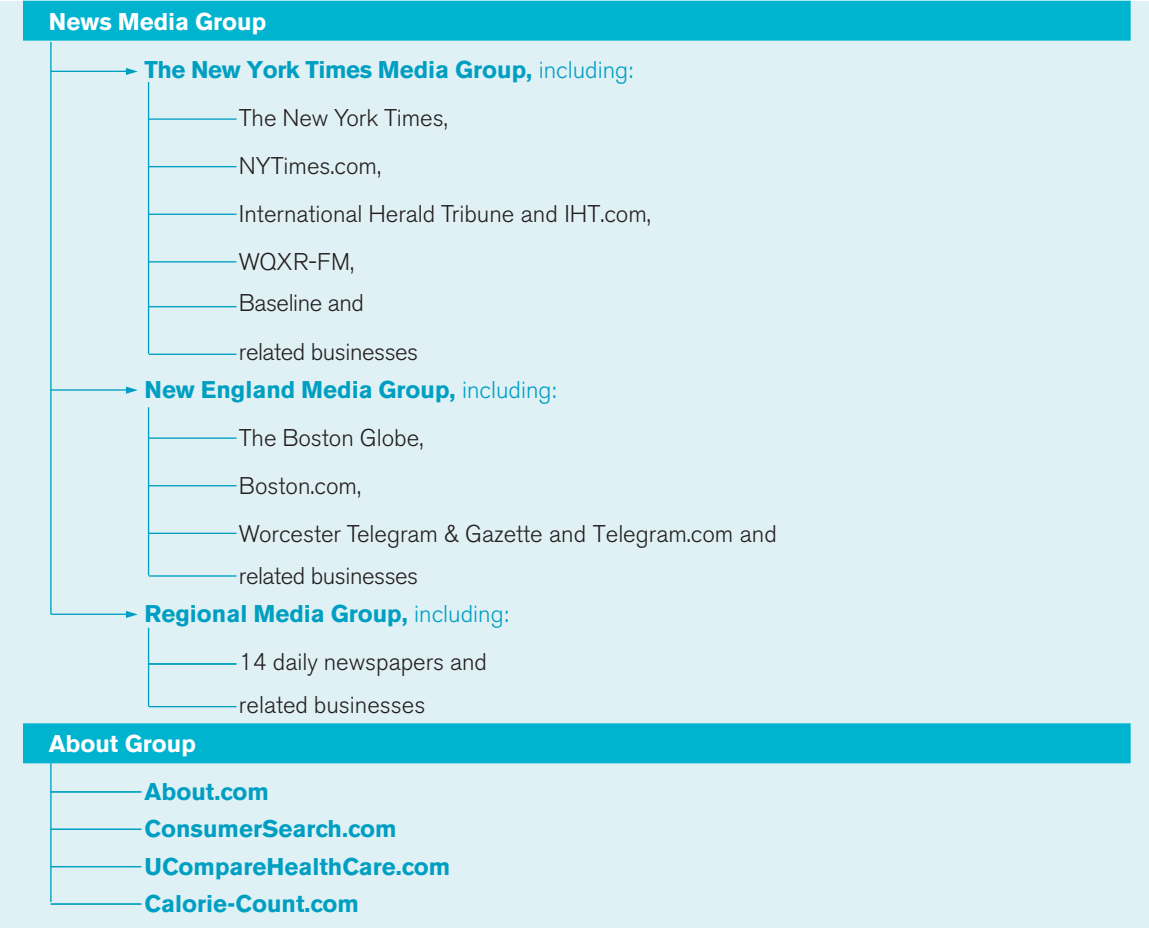 News Media Group
The New York Times Media Group, including:
The New York Times,
NYTimes.com,
International Herald Tribune and IHT.com,
WQXR-FM,
Baseline and
related businesses
New England Media Group, including:
The Boston Globe,
Boston.com,
Worcester Telegram & Gazette and Telegram.com and
related businesses
Regional Media Group, including:
14 daily newspapers and
related businesses
About Group
About.com
ConsumerSearch.com
UCompareHealthCare.com
Calorie-Count.com